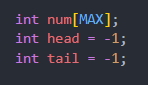 int num[MAX];
int head = -1;
int tail = -1;